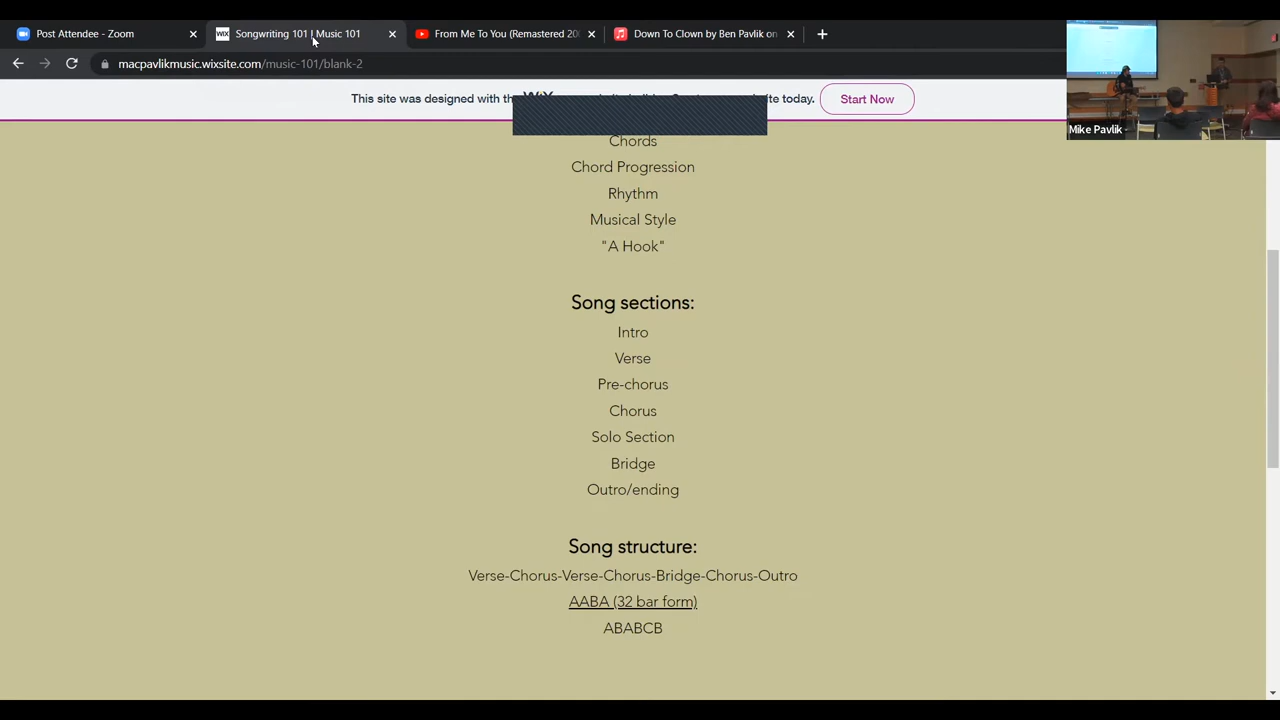 Post Attendee - Zoom
WIX Songwriting 101 | Music 101
From Me To You (Remastered 200
Down To Clown by Ben Pavlik on
macpavlikmusic.wixsite.com/music-101/blank-2
This site was designed with the
site today.
Start Now
Mike Pavlik
Chords
Chord Progression
Rhythm
Musical Style
"A Hook"
Song sections:
Intro
Verse
Pre-chorus
Chorus
Solo Section
Bridge
Outro/ending
Song structure:
Verse-Chorus-Verse-Chorus-Bridge-Chorus-Outro
AABA (32 bar form)
ABABCB